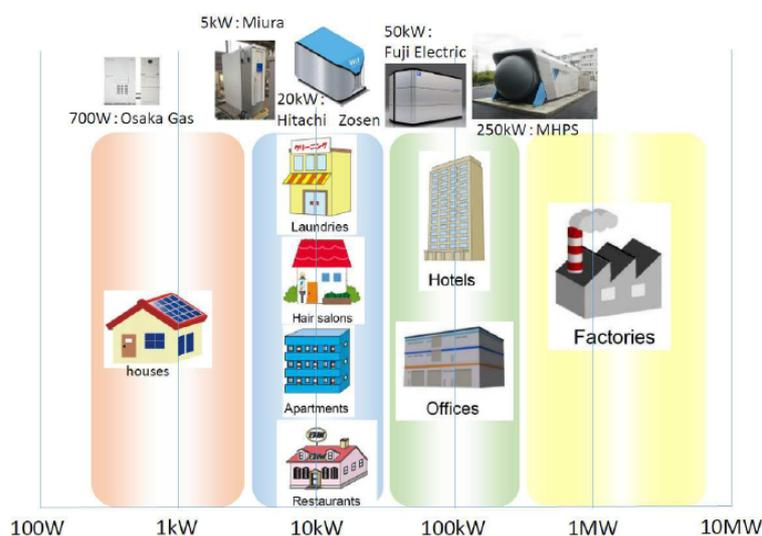 5kW : Miura
50kW :
Fuji Electric
700W : Osaka Gas
20kW :
Hitachi Zosen
250kW : MHPS
クリーニング
Laundries
Hotels
Hair salons
Factories
houses
Apartments
Offices
Restaurants
100W
1kW
10kW
100kW
1MW
10MW